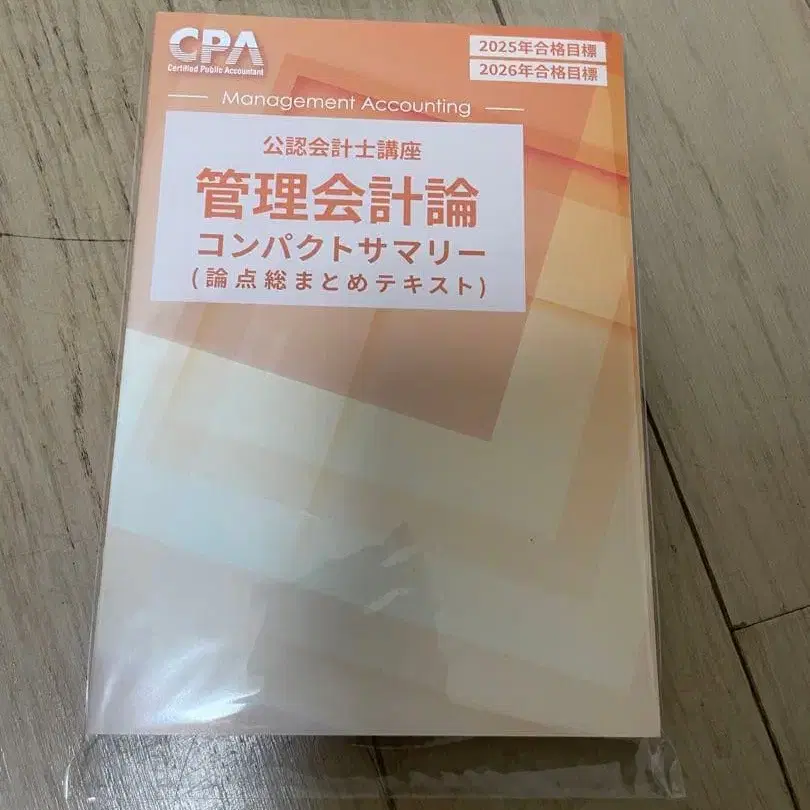 CPA
Certified Public Accountant
2025年合格目標
2026年合格目標
Management Accounting
公認会計士講座
管理会計論
コンパクトサマリー
(論点総まとめテキスト)